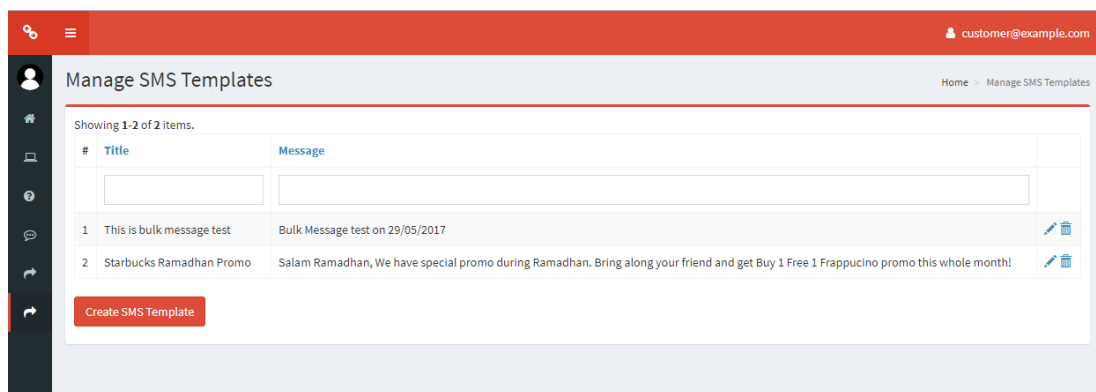 customer@example.com
Manage SMS Templates
Home > Manage SMS Templates
Showing 1-2 of 2 items.
# Title Message
1 This is bulk message test Bulk Message test on 29/05/2017
2 Starbucks Ramadhan Promo Salam Ramadhan, We have special promo during Ramadhan. Bring along your friend and get Buy 1 Free 1 Frappucino promo this whole month!
Create SMS Template